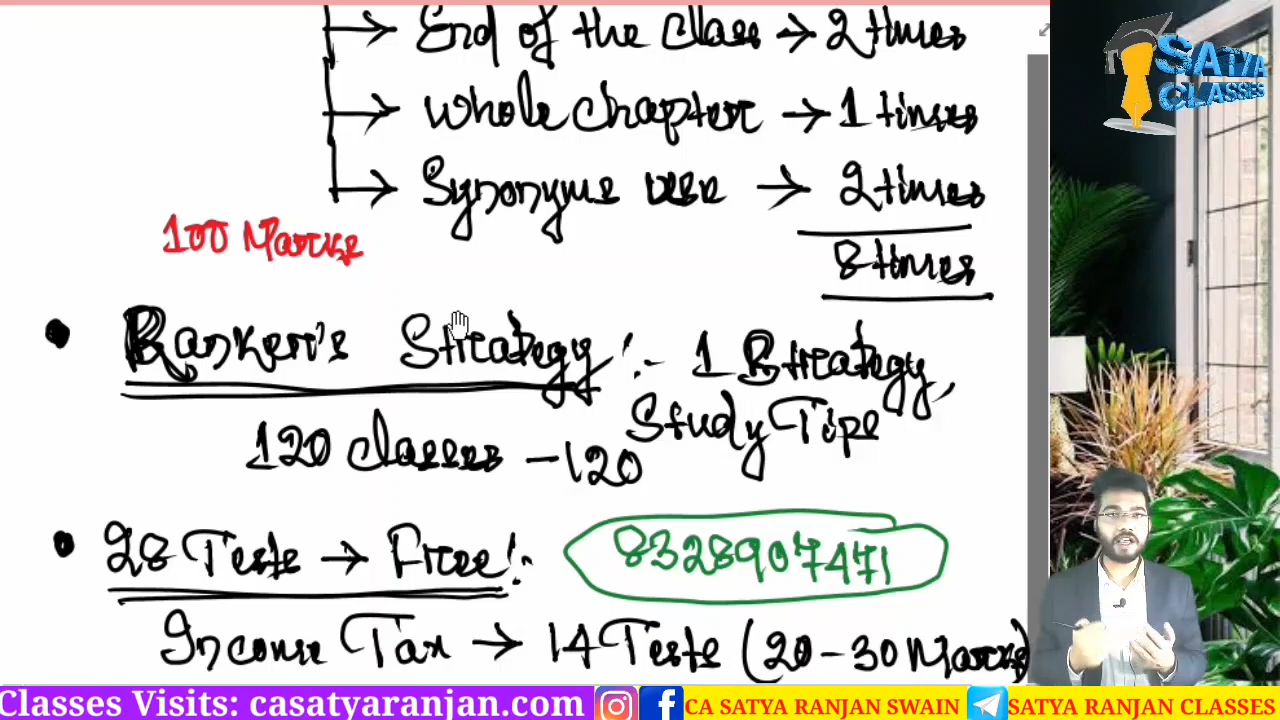 End of the Class → 2 times
Whole Chapter → 1 times
Synonyms use → 2 times
8 times
100 Marks
• Ranker's Strategy :- 1 Strategy,
Study Tips
120 classes - 120
• 28 Tests → Free :- 8328907471
Income Tax → 14 Tests (20-30 Marks)
SATYA
CLASSES
Classes Visits: casatyaranjan.com
CA SATYA RANJAN SWAIN
SATYA RANJAN CLASSES